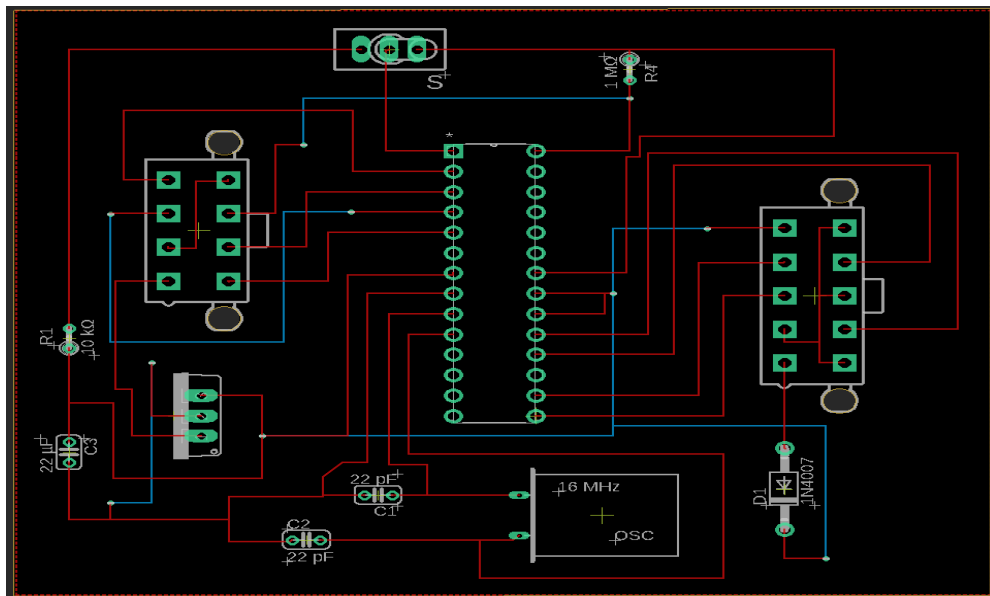 S
1 MΩ
R4
*
R1
10 kΩ
22 µF
C3
22 pF
C1
C2
22 pF
16 MHz
OSC
D1
1N4007